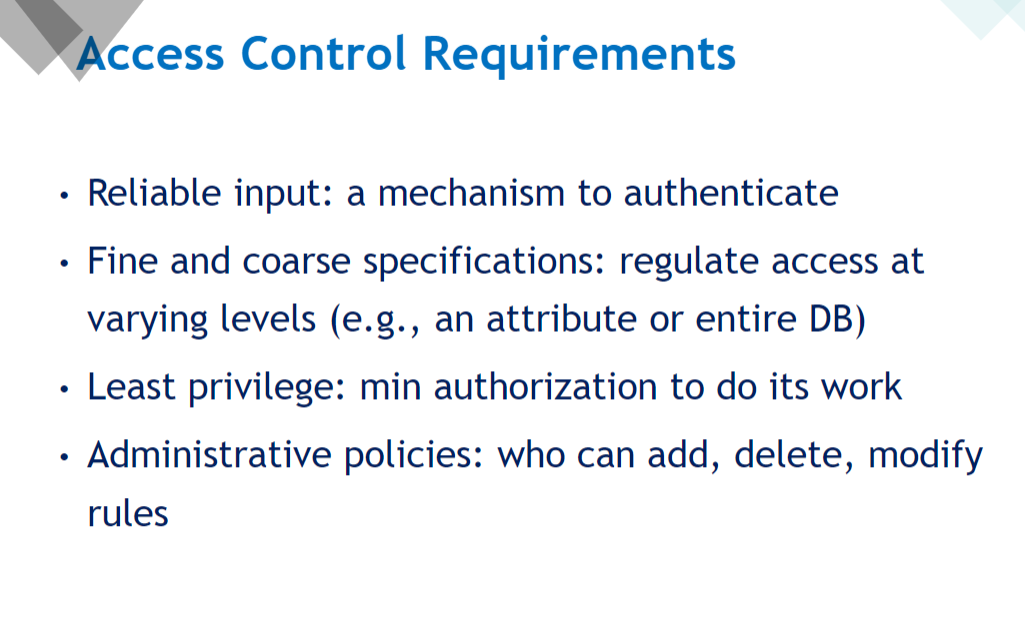 Access Control Requirements
• Reliable input: a mechanism to authenticate
• Fine and coarse specifications: regulate access at
varying levels (e.g., an attribute or entire DB)
• Least privilege: min authorization to do its work
• Administrative policies: who can add, delete, modify
rules